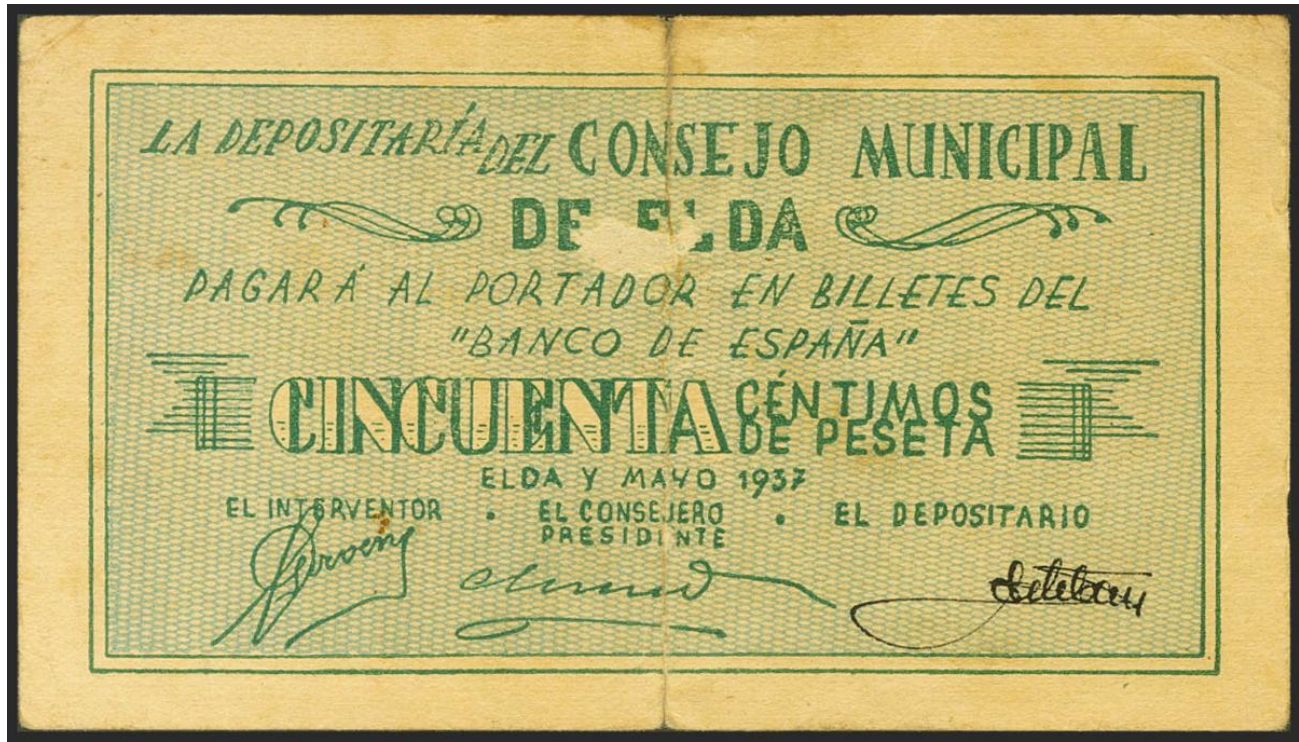 LA DEPOSITARÍA DEL CONSEJO MUNICIPAL
DE ELDA
PAGARÁ AL PORTADOR EN BILLETES DEL
"BANCO DE ESPAÑA"
CINCUENTA CÉNTIMOS
DE PESETA
ELDA Y MAYO 1937
EL INTERVENTOR . EL CONSEJERO . EL DEPOSITARIO
PRESIDENTE